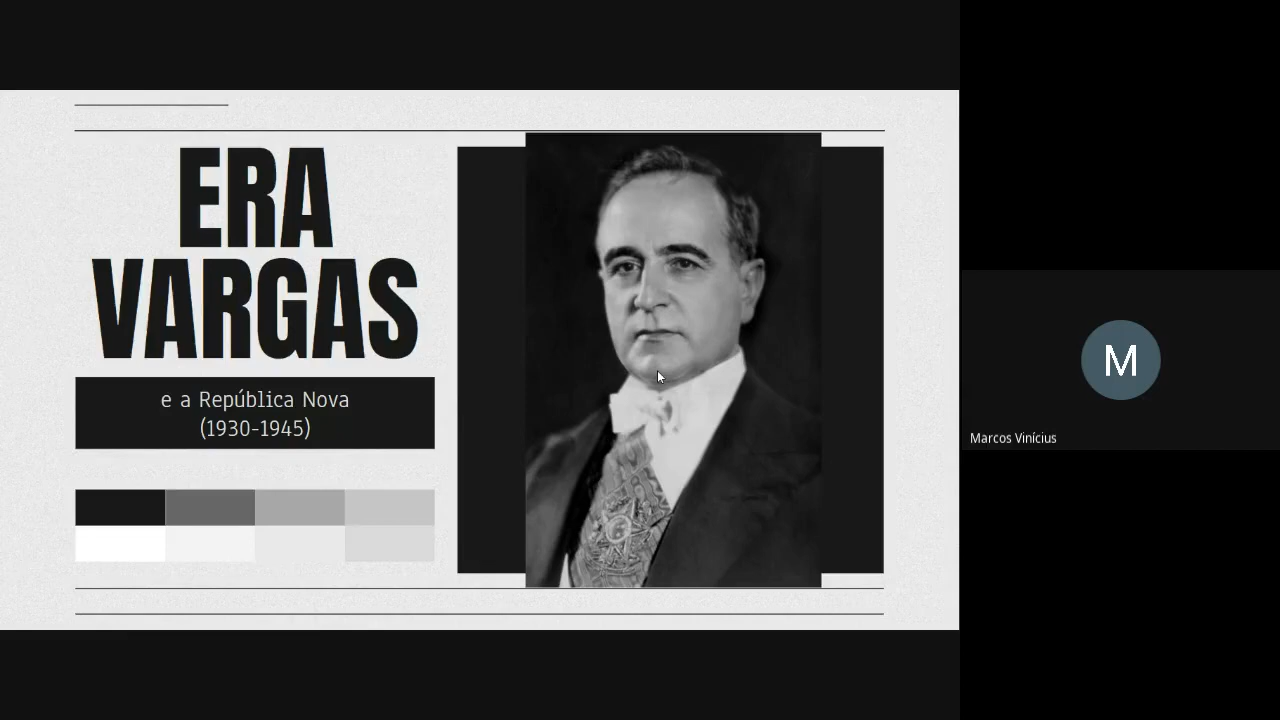 ERA
VARGAS
e a República Nova
(1930-1945)
M
Marcos Vinícius